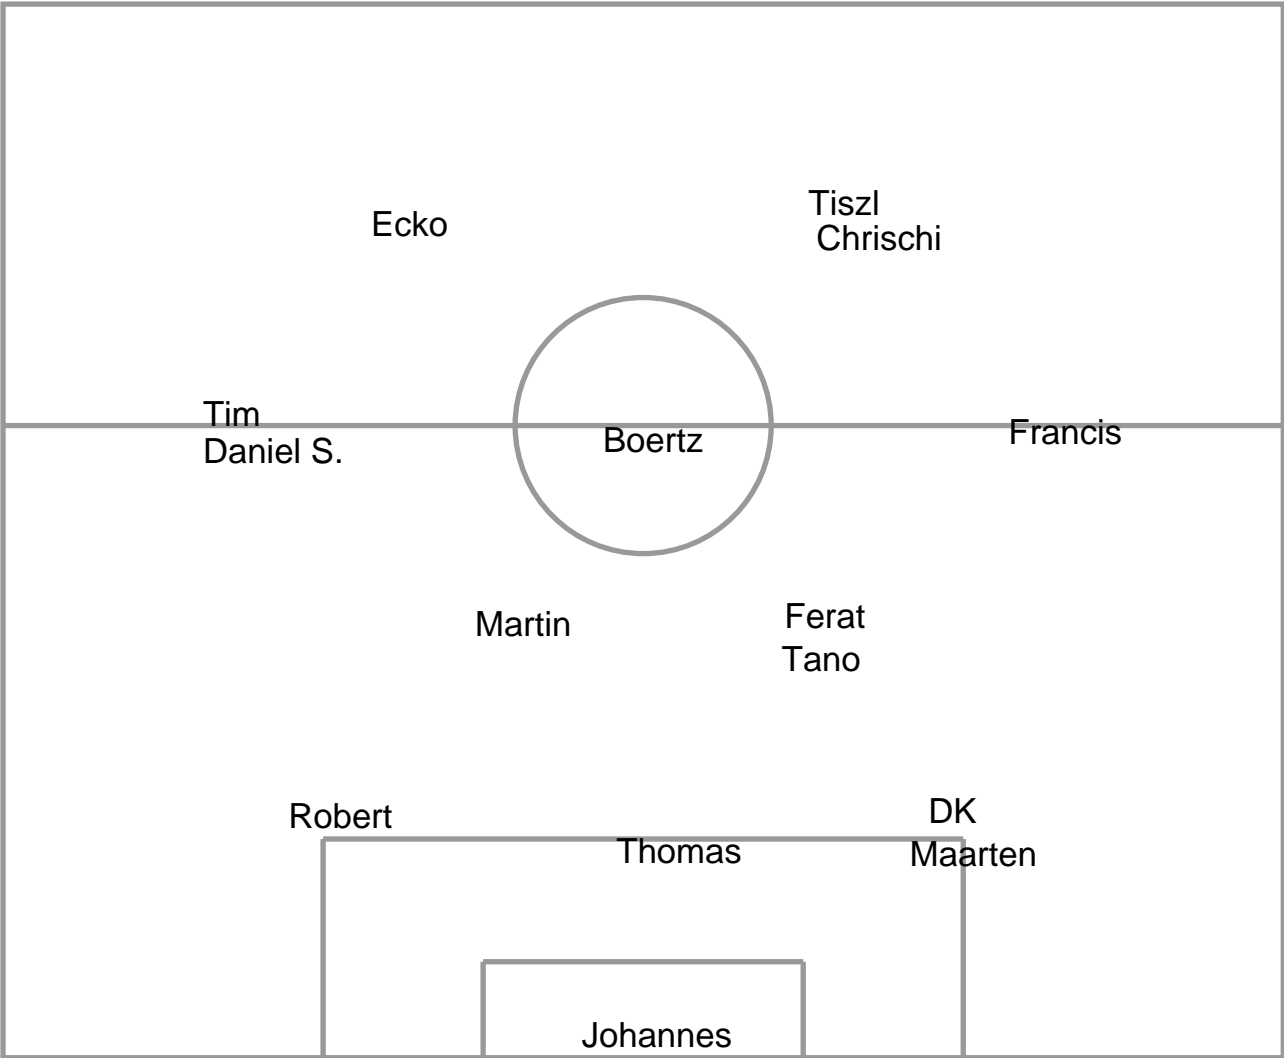 Ecko
Tiszl
Chrischi
Tim
Daniel S.
Boertz
Francis
Martin
Ferat
Tano
Robert
Thomas
DK
Maarten
Johannes